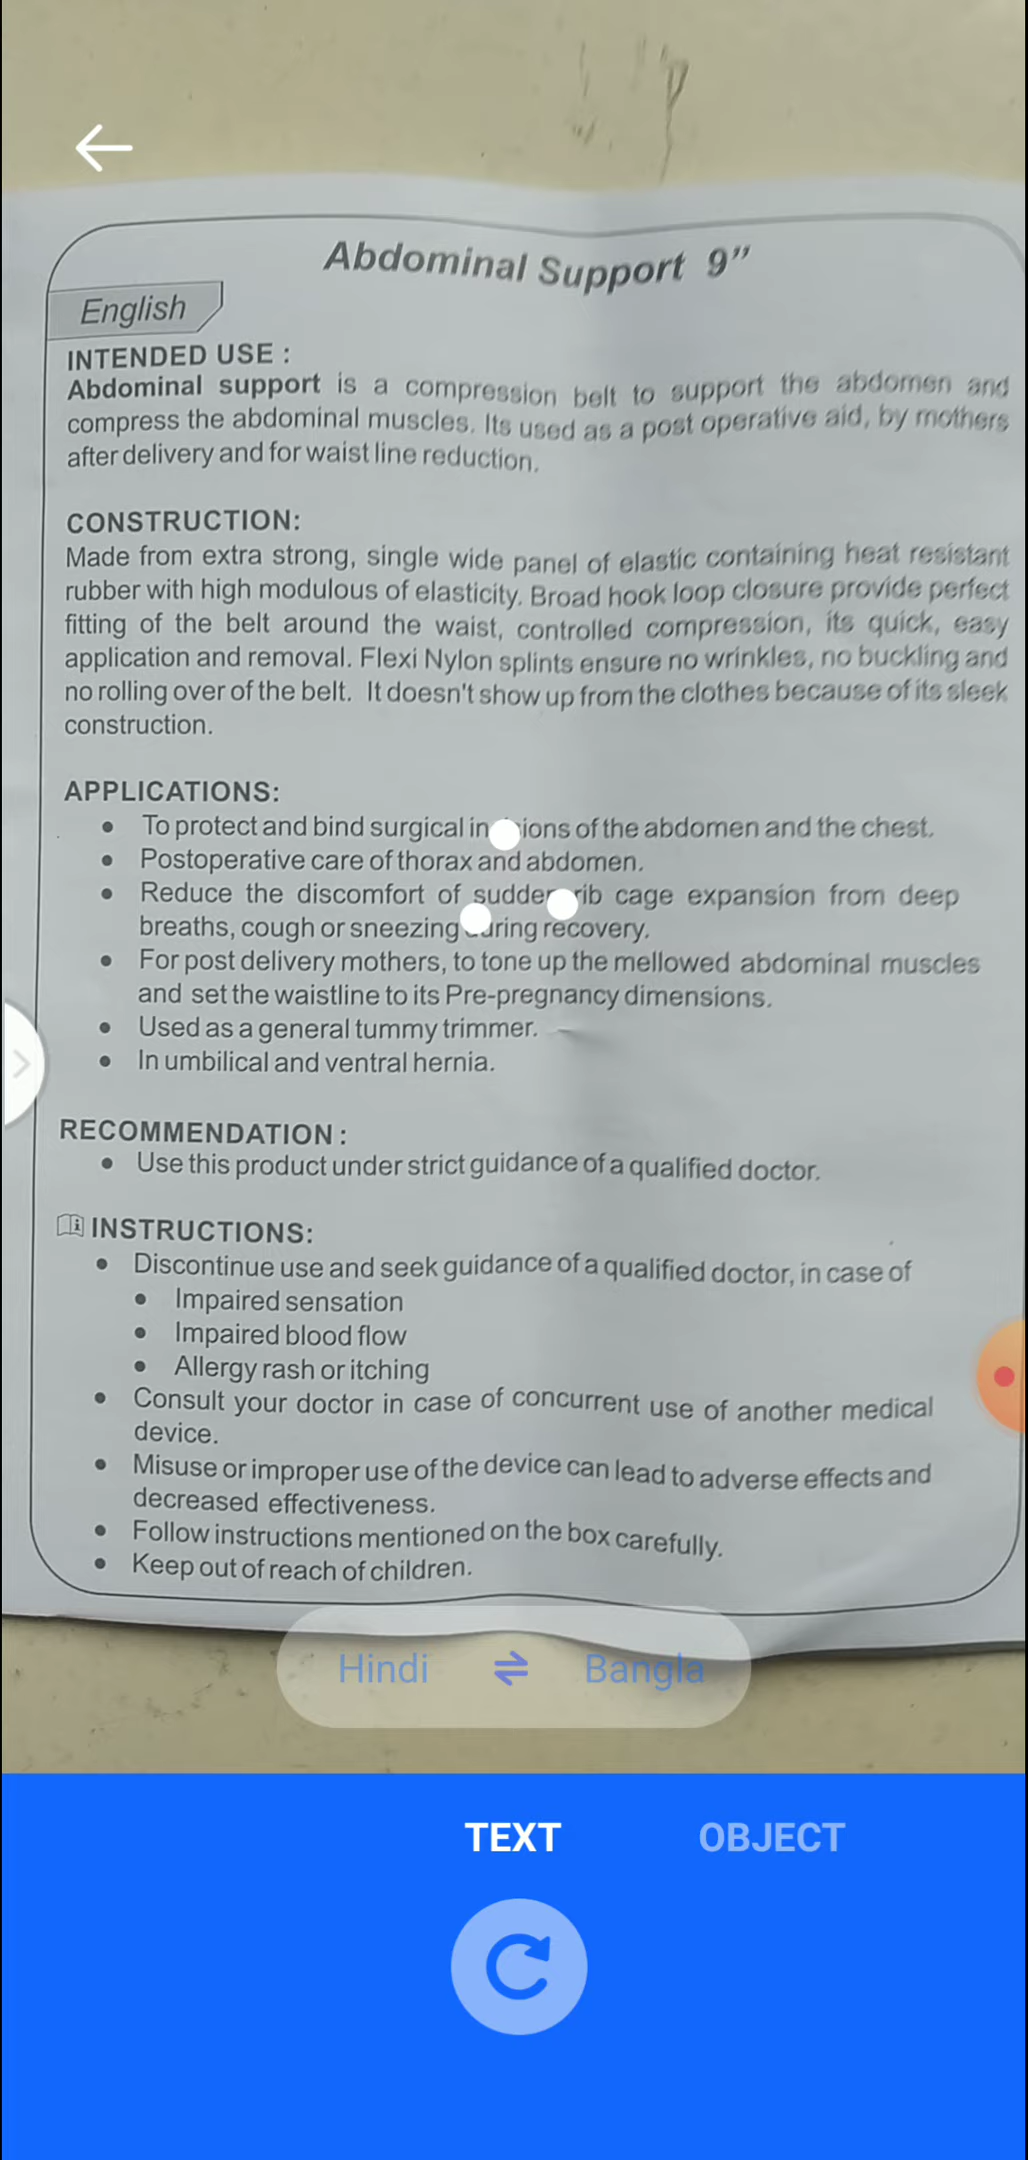 Abdominal Support 9”
English
INTENDED USE :
Abdominal support is a compression belt to support the abdomen and
compress the abdominal muscles. Its used as a post operative aid, by mothers
after delivery and for waist line reduction.
CONSTRUCTION:
Made from extra strong, single wide panel of elastic containing heat resistant
rubber with high modulous of elasticity. Broad hook loop closure provide perfect
fitting of the belt around the waist, controlled compression, its quick, easy
application and removal. Flexi Nylon splints ensure no wrinkles, no buckling and
no rolling over of the belt. It doesn't show up from the clothes because of its sleek
construction.
APPLICATIONS:
• To protect and bind surgical of the abdomen and the chest.
• Postoperative care of thorax and abdomen.
• Reduce the discomfort of sudden rib cage expansion from deep
breaths, cough or sneezing during recovery.
• For post delivery mothers, to tone up the mellowed abdominal muscles
and set the waistline to its Pre-pregnancy dimensions.
• Used as a general tummy trimmer.
• In umbilical and ventral hernia.
RECOMMENDATION :
• Use this product under strict guidance of a qualified doctor.
INSTRUCTIONS:
• Discontinue use and seek guidance of a qualified doctor, in case of
• Impaired sensation
• Impaired blood flow
• Allergy rash or itching
• Consult your doctor in case of concurrent use of another medical
device.
• Misuse or improper use of the device can lead to adverse effects and
decreased effectiveness.
• Follow instructions mentioned on the box carefully.
• Keep out of reach of children.
Hindi ⇌ Bangla
TEXT OBJECT